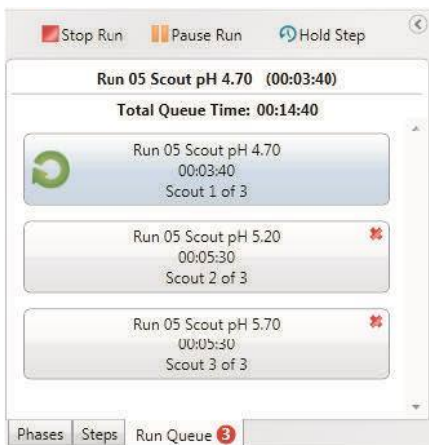 Stop Run Pause Run Hold Step
Run 05 Scout pH 4.70 (00:03:40)
Total Queue Time: 00:14:40
Run 05 Scout pH 4.70
00:03:40
Scout 1 of 3
Run 05 Scout pH 5.20
00:05:30
Scout 2 of 3
Run 05 Scout pH 5.70
00:05:30
Scout 3 of 3
Phases Steps Run Queue 3